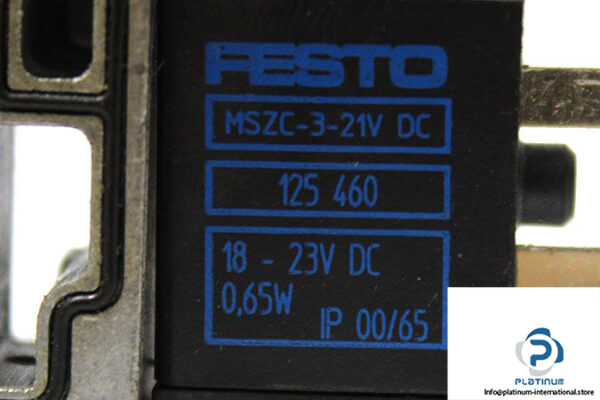 FESTO
MSZC-3-21V DC
125 460
18 - 23V DC
0,65W
IP 00/65
PLATINUM
info@platinum-international.store